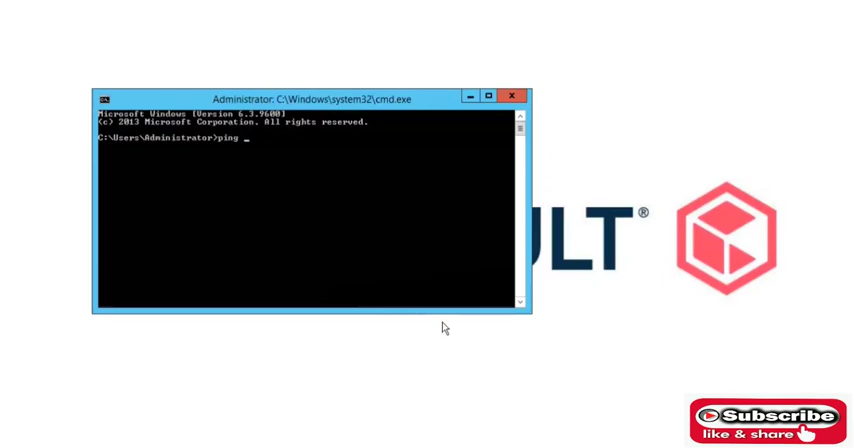 Administrator: C:\Windows\system32\cmd.exe
Microsoft Windows [Version 6.3.9600]
(c) 2013 Microsoft Corporation. All rights reserved.
C:\Users\Administrator>ping _
ULT®
Subscribe
like & share